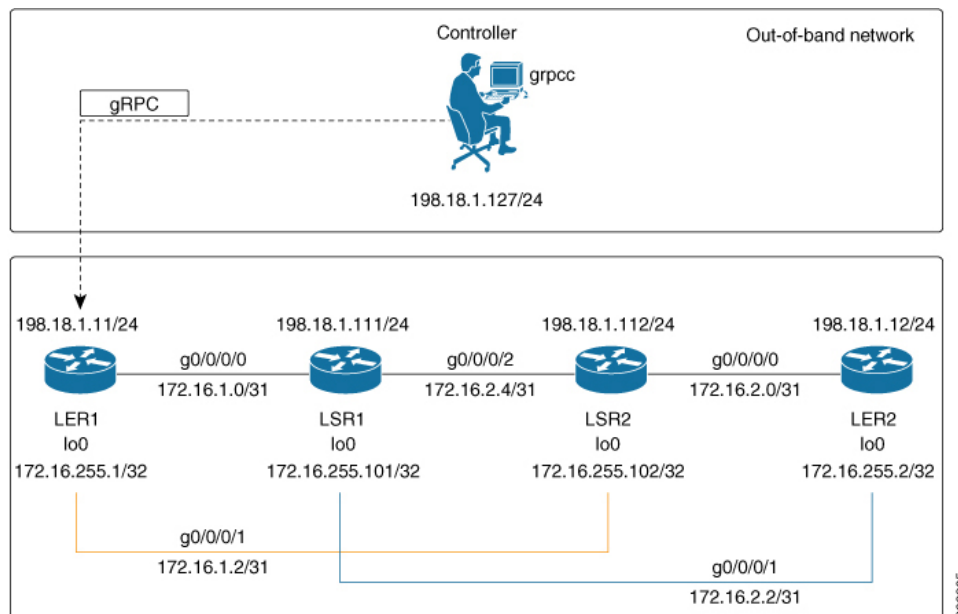 Controller
Out-of-band network
grpcc
gRPC
198.18.1.127/24
198.18.1.11/24
198.18.1.111/24
198.18.1.112/24
198.18.1.12/24
g0/0/0/0
g0/0/0/2
g0/0/0/0
172.16.1.0/31
172.16.2.4/31
172.16.2.0/31
LER1
LSR1
LSR2
LER2
lo0
lo0
lo0
lo0
172.16.255.1/32
172.16.255.101/32
172.16.255.102/32
172.16.255.2/32
g0/0/0/1
172.16.1.2/31
g0/0/0/1
172.16.2.2/31